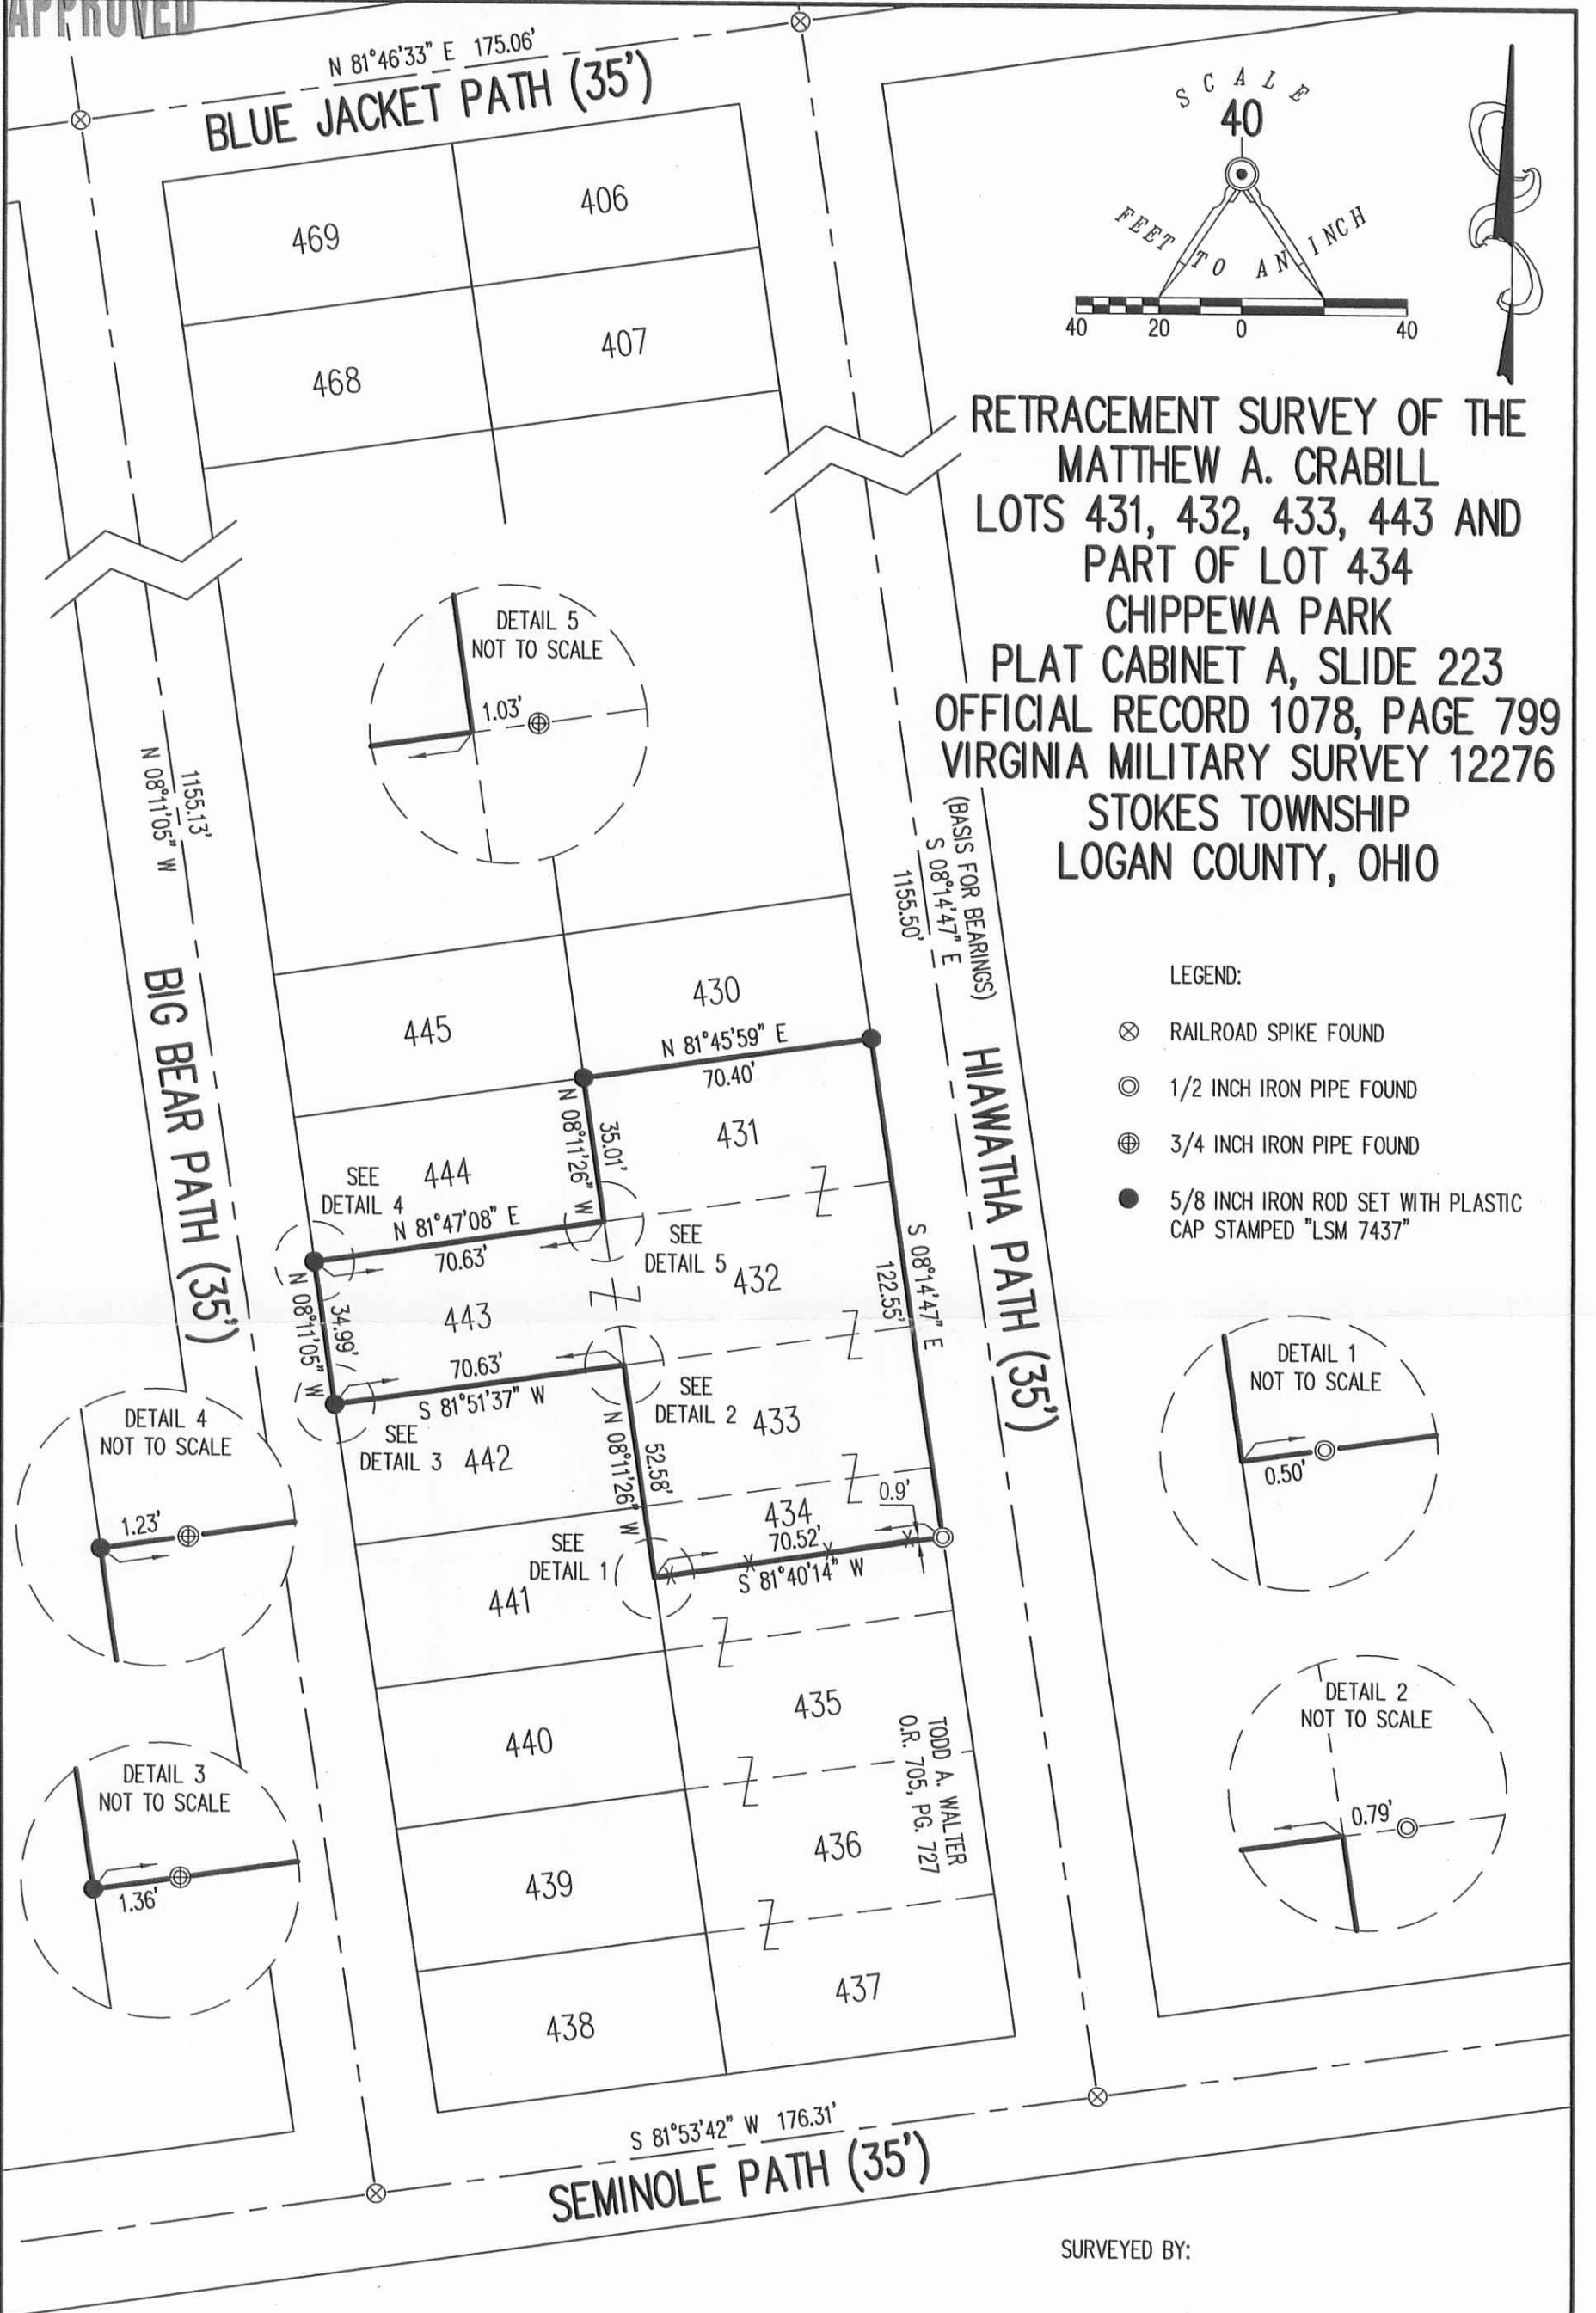 APPROVED
N 81°46'33" E 175.06'
BLUE JACKET PATH (35')
SCALE
40
FEET TO AN INCH
40 20 0 40
469
406
468
407
RETRACEMENT SURVEY OF THE
MATTHEW A. CRABILL
LOTS 431, 432, 433, 443 AND
PART OF LOT 434
CHIPPEWA PARK
PLAT CABINET A, SLIDE 223
OFFICIAL RECORD 1078, PAGE 799
VIRGINIA MILITARY SURVEY 12276
STOKES TOWNSHIP
LOGAN COUNTY, OHIO
DETAIL 5
NOT TO SCALE
1.03'
1155.13'
N 08°11'05" W
(BASIS FOR BEARINGS)
S 08°14'47" E
1155.50'
BIG BEAR PATH (35')
HIAWATHA PATH (35')
LEGEND:
RAILROAD SPIKE FOUND
1/2 INCH IRON PIPE FOUND
3/4 INCH IRON PIPE FOUND
5/8 INCH IRON ROD SET WITH PLASTIC
CAP STAMPED "LSM 7437"
445
430
N 81°45'59" E
70.40'
35.01'
N 08°11'26" W
431
444
SEE
DETAIL 4
N 81°47'08" E
70.63'
SEE
DETAIL 5
432
S 08°14'47" E
122.55'
34.99'
N 08°11'05" W
443
70.63'
S 81°51'37" W
SEE
DETAIL 2
433
SEE
DETAIL 3
442
52.58'
N 08°11'26" W
0.9'
434
70.52'
S 81°40'14" W
SEE
DETAIL 1
441
DETAIL 1
NOT TO SCALE
0.50'
DETAIL 4
NOT TO SCALE
1.23'
DETAIL 2
NOT TO SCALE
0.79'
DETAIL 3
NOT TO SCALE
1.36'
440
435
TODD A. WALTER
O.R. 705, PG. 727
439
436
438
437
S 81°53'42" W 176.31'
SEMINOLE PATH (35')
SURVEYED BY: